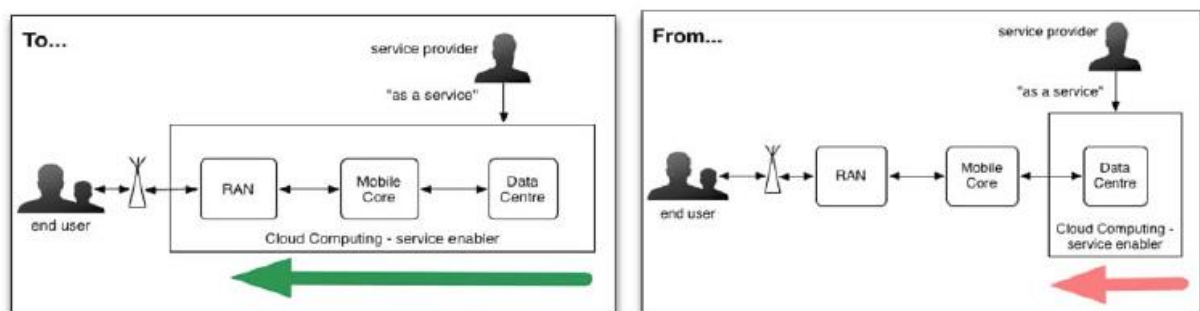 To...
service provider
"as a service"
RAN
Mobile
Core
Data
Centre
end user
Cloud Computing - service enabler
From...
service provider
"as a service"
RAN
Mobile
Core
Data
Centre
end user
Cloud Computing -
service enabler